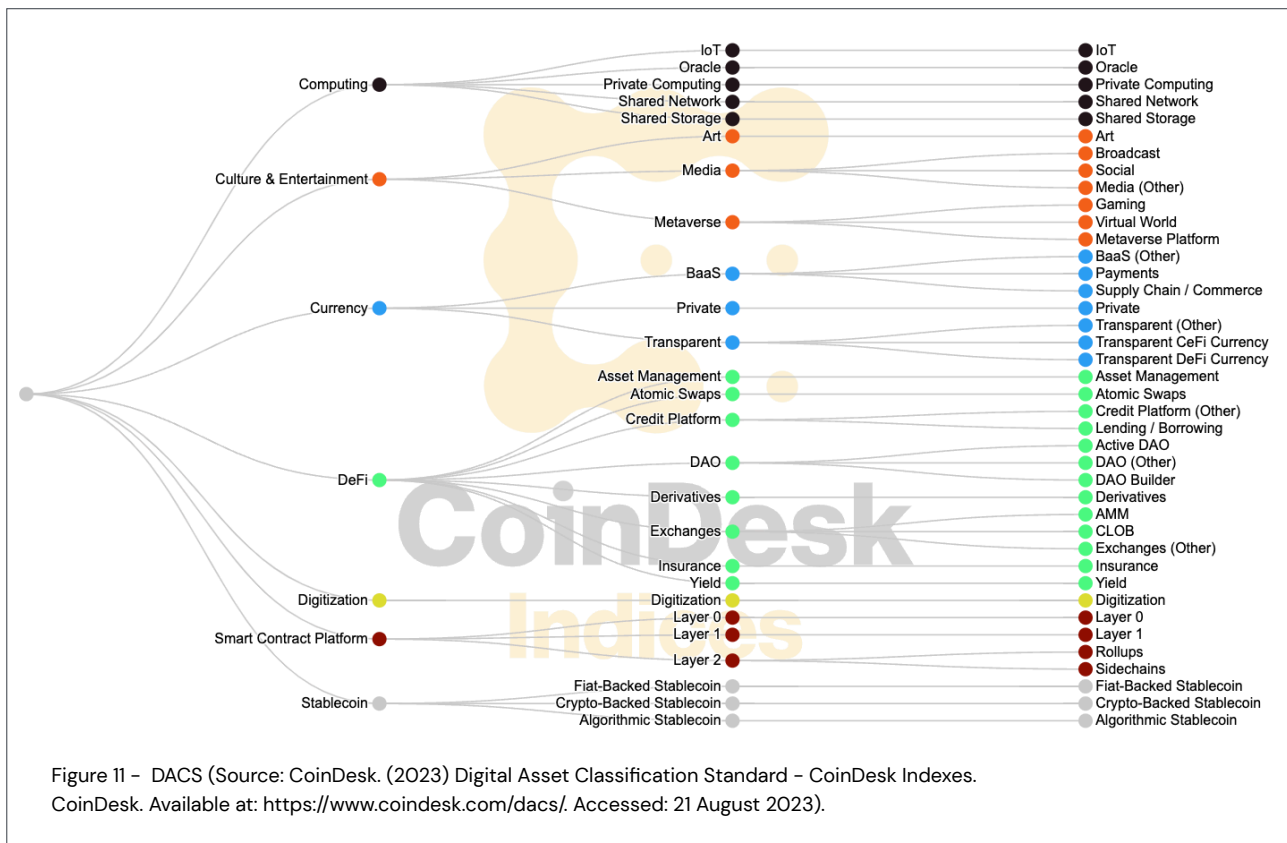 IoT
IoT
Oracle
Oracle
Computing
Private Computing
Private Computing
Shared Network
Shared Network
Shared Storage
Shared Storage
Art
Art
Broadcast
Culture & Entertainment
Media
Social
Media (Other)
Gaming
Metaverse
Virtual World
Metaverse Platform
BaaS (Other)
BaaS
Payments
Supply Chain / Commerce
Currency
Private
Private
Transparent (Other)
Transparent
Transparent CeFi Currency
Transparent DeFi Currency
Asset Management
Asset Management
Atomic Swaps
Atomic Swaps
Credit Platform (Other)
Credit Platform
Lending / Borrowing
Active DAO
DAO
DAO (Other)
DeFi
DAO Builder
Derivatives
Derivatives
AMM
CoinDesk
Exchanges
CLOB
Exchanges (Other)
Insurance
Insurance
Yield
Yield
Digitization
Digitization
Digitization
Indices
Layer 0
Layer 0
Smart Contract Platform
Layer 1
Layer 1
Rollups
Layer 2
Sidechains
Fiat-Backed Stablecoin
Fiat-Backed Stablecoin
Stablecoin
Crypto-Backed Stablecoin
Crypto-Backed Stablecoin
Algorithmic Stablecoin
Algorithmic Stablecoin
Figure 11 - DACS (Source: CoinDesk. (2023) Digital Asset Classification Standard - CoinDesk Indexes.
CoinDesk. Available at: https://www.coindesk.com/dacs/. Accessed: 21 August 2023).